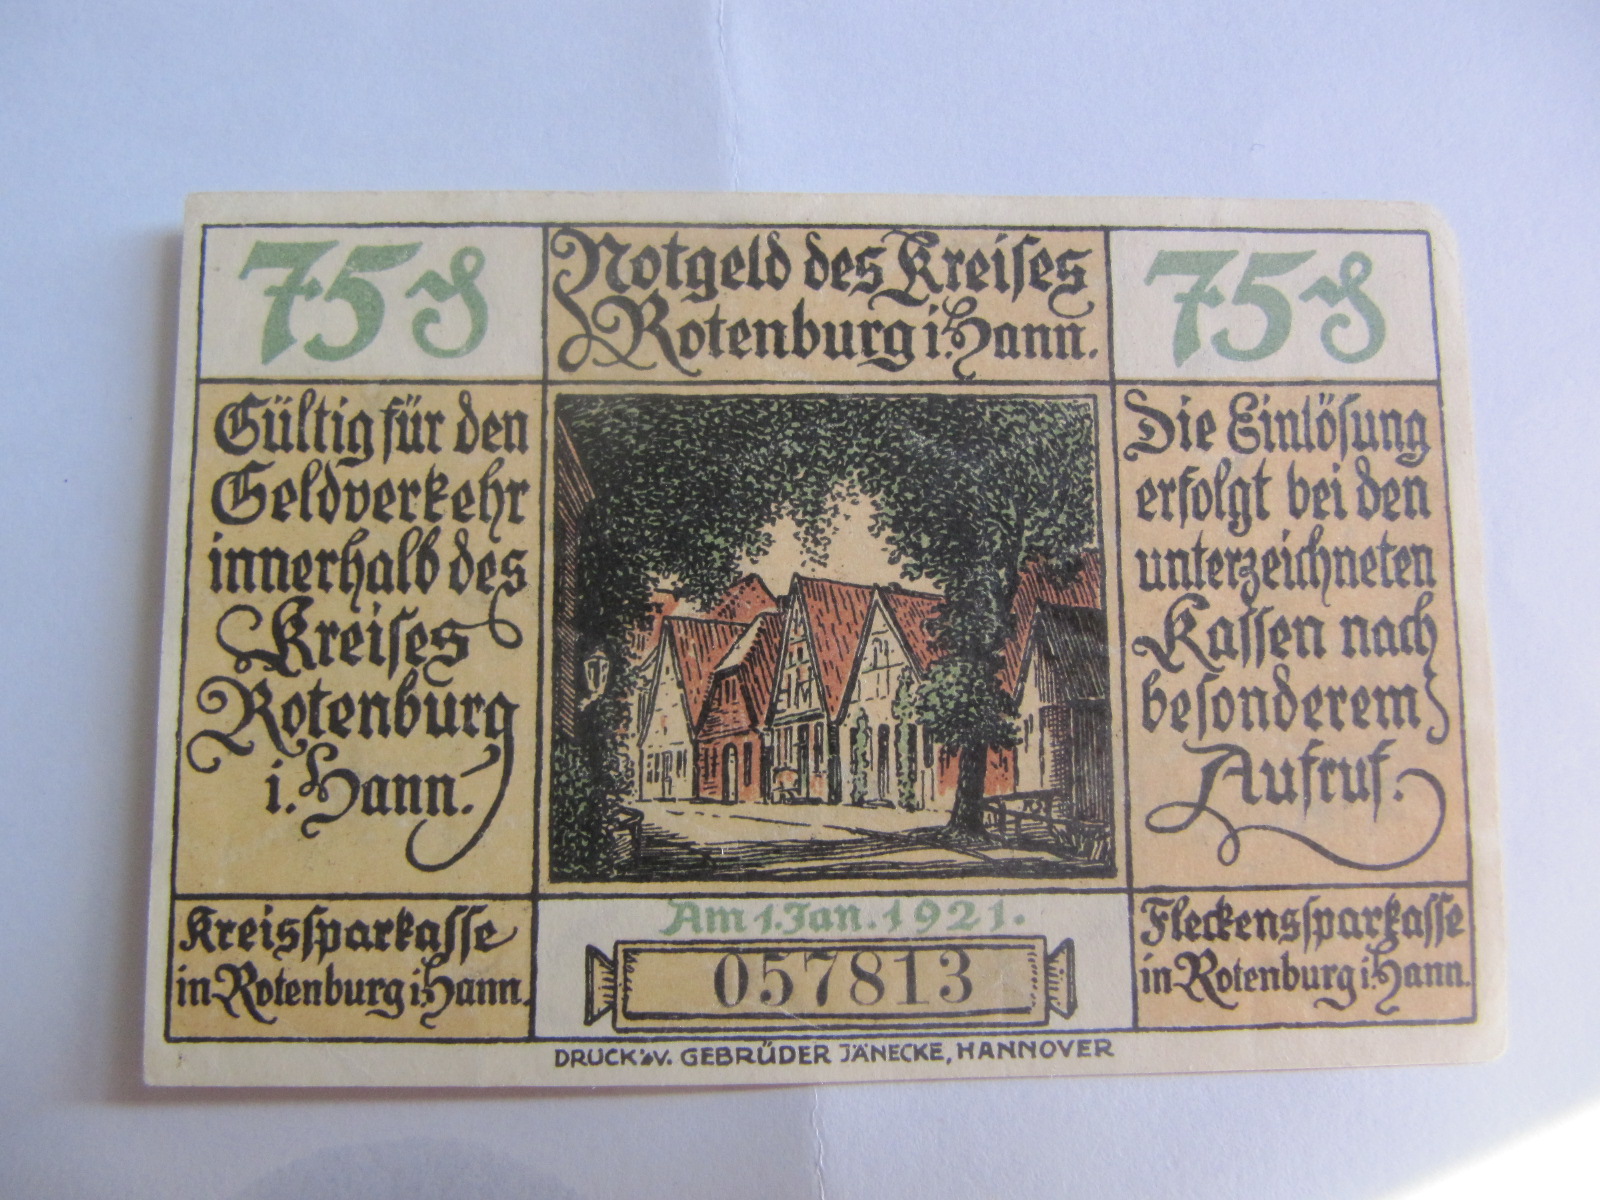 75 ₰
Notgeld des Kreises
Rotenburg i. Hann.
75 ₰
Gültig für den
Geldverkehr
innerhalb des
Kreises
Rotenburg
i. Hann.
Die Einlösung
erfolgt bei den
unterzeichneten
Kassen nach
besonderem
Aufruf.
Kreissparkasse
in Rotenburg i. Hann.
Am 1. Jan. 1921.
057813
Fleckenssparkasse
in Rotenburg i. Hann.
DRUCK v. GEBRÜDER JÄNECKE, HANNOVER